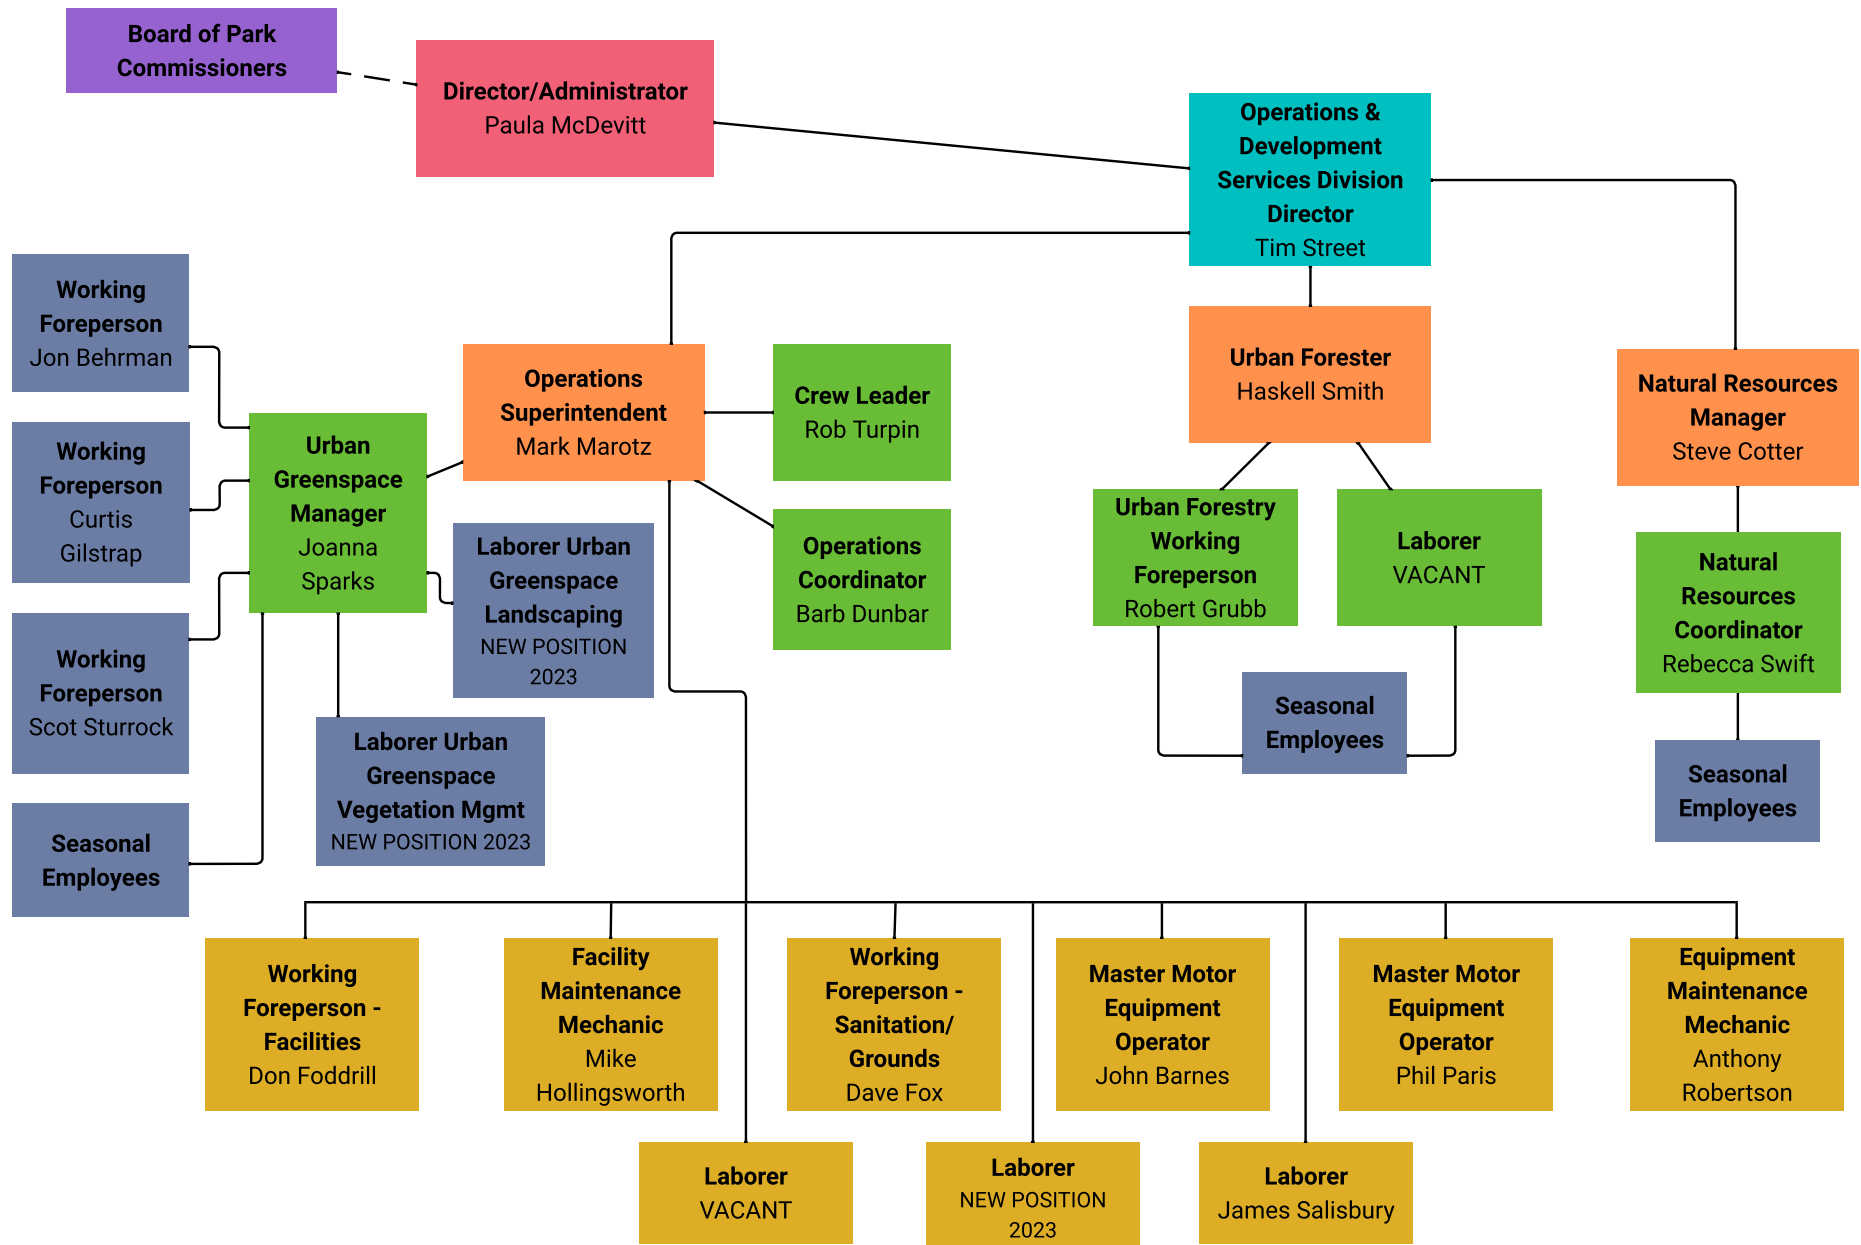 Board of Park
Commissioners
Director/Administrator
Paula McDevitt
Operations &
Development
Services Division
Director
Tim Street
Working
Foreperson
Jon Behrman
Working
Foreperson
Curtis
Gilstrap
Working
Foreperson
Scot Sturrock
Seasonal
Employees
Urban
Greenspace
Manager
Joanna
Sparks
Operations
Superintendent
Mark Marotz
Crew Leader
Rob Turpin
Operations
Coordinator
Barb Dunbar
Laborer Urban
Greenspace
Landscaping
NEW POSITION
2023
Laborer Urban
Greenspace
Vegetation Mgmt
NEW POSITION 2023
Urban Forester
Haskell Smith
Urban Forestry
Working
Foreperson
Robert Grubb
Laborer
VACANT
Seasonal
Employees
Natural Resources
Manager
Steve Cotter
Natural
Resources
Coordinator
Rebecca Swift
Seasonal
Employees
Working
Foreperson -
Facilities
Don Foddrill
Facility
Maintenance
Mechanic
Mike
Hollingsworth
Working
Foreperson -
Sanitation/
Grounds
Dave Fox
Master Motor
Equipment
Operator
John Barnes
Master Motor
Equipment
Operator
Phil Paris
Equipment
Maintenance
Mechanic
Anthony
Robertson
Laborer
VACANT
Laborer
NEW POSITION
2023
Laborer
James Salisbury